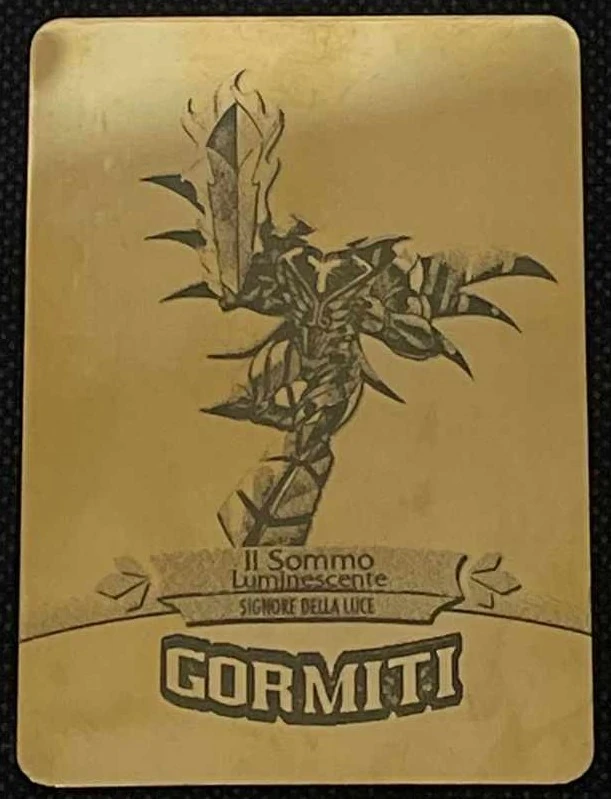 Il Sommo
Luminescente
SIGNORE DELLA LUCE
GORMITI